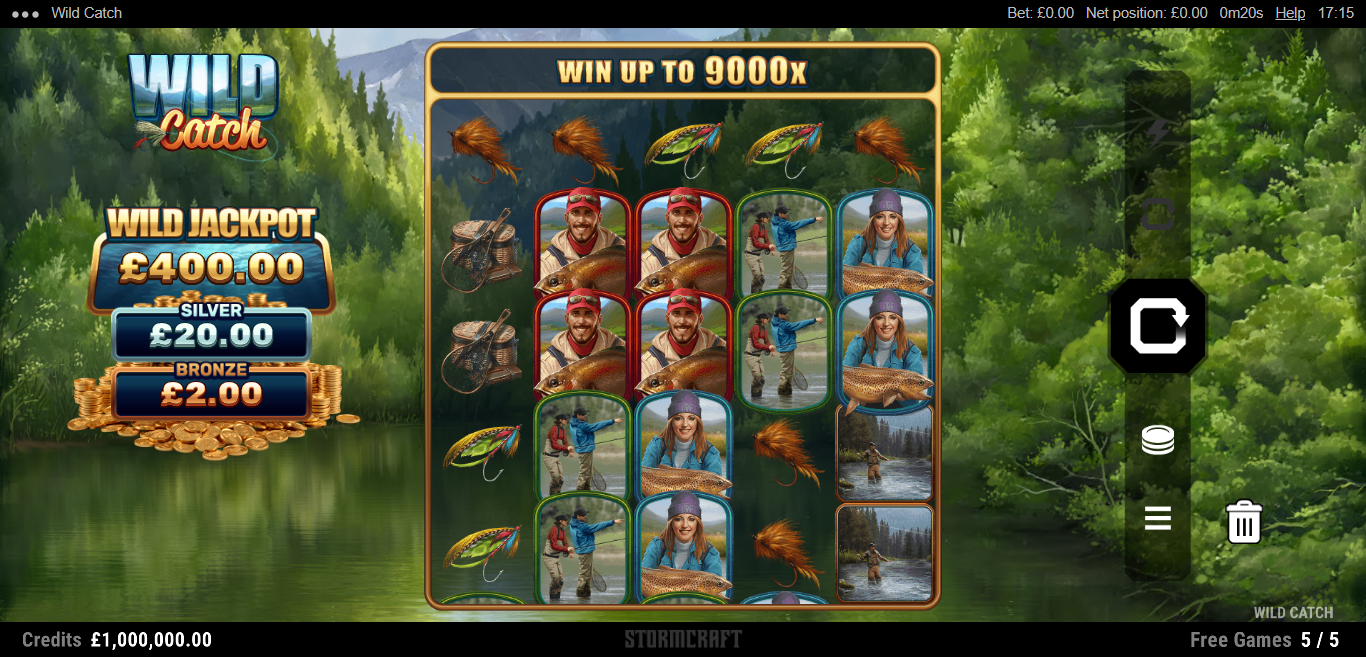 Wild Catch
Bet: £0.00 Net position: £0.00 0m20s Help 17:15
WILD
Catch
WIN UP TO 9000X
WILD JACKPOT
£400.00
SILVER
£20.00
BRONZE
£2.00
WILD CATCH
Credits £1,000,000.00
STORMCRAFT
Free Games 5 / 5